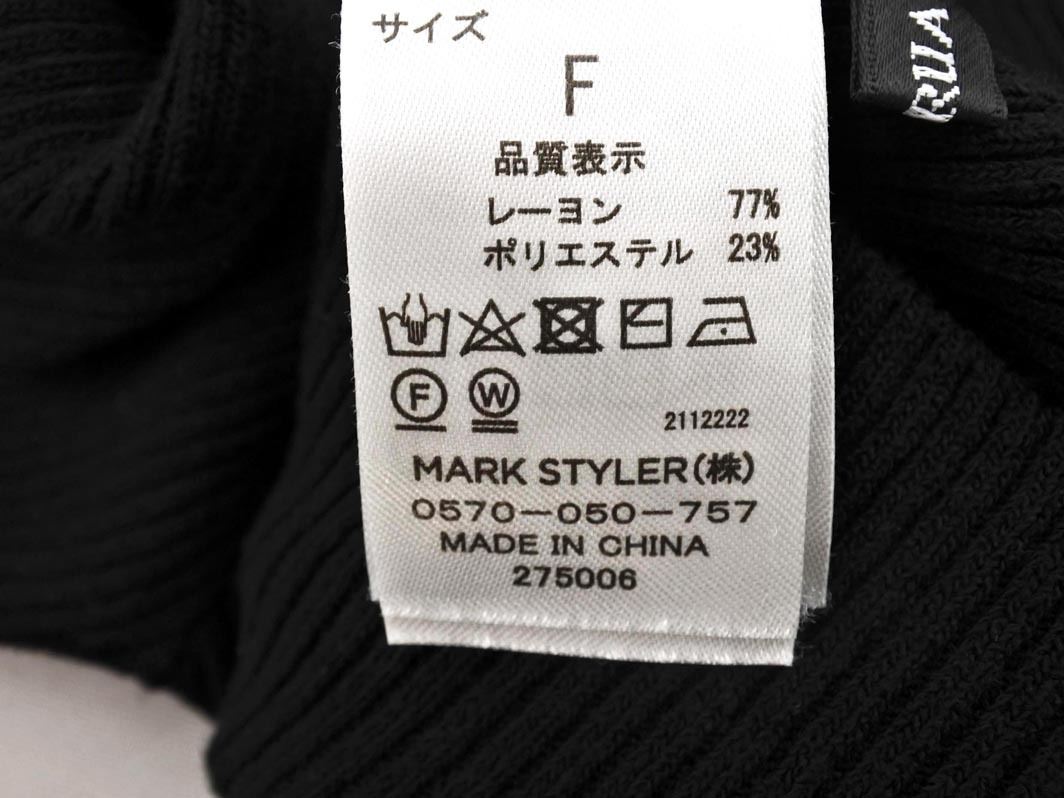 サイズ
F
品質表示
レーヨン 77%
ポリエステル 23%
F W
2112222
MARK STYLER(株)
0570-050-757
MADE IN CHINA
275006
RUA